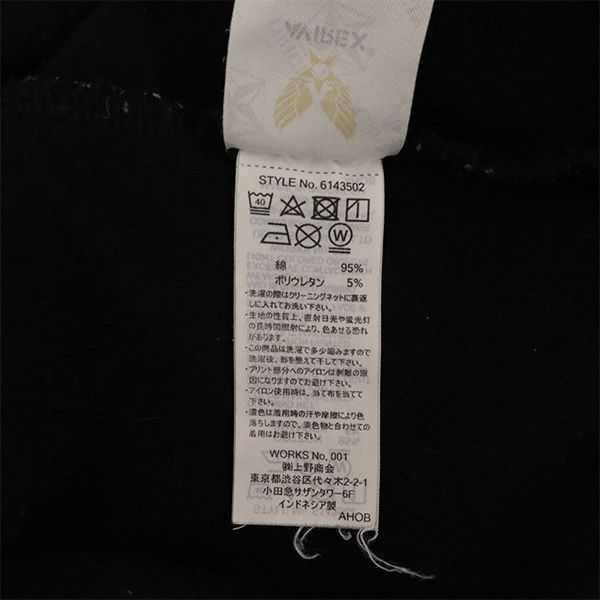 AVIREX
STYLE No. 6143502
40
W
綿 95%
ポリウレタン 5%
・洗濯の際はクリーニングネットに裏返
しに入れてお洗い下さい。
・生地の性質上、直射日光や蛍光灯
の長時間照射により、色あせる恐れ
があります。
・この商品は洗濯で多少縮みますので
洗濯後、形を整えて干して下さい。
・プリント部分へのアイロンは剥離の原
因になりますのでお避け下さい。
・アイロン使用時は、当て布を当てて
下さい。
・濃色は着用時の汗や摩擦により色
落ちしますので、淡色物と合わせての
着用はお避け下さい。
WORKS No, 001
㈱上野商会
東京都渋谷区代々木2-2-1
小田急サザンタワー6F
インドネシア製
AHOB